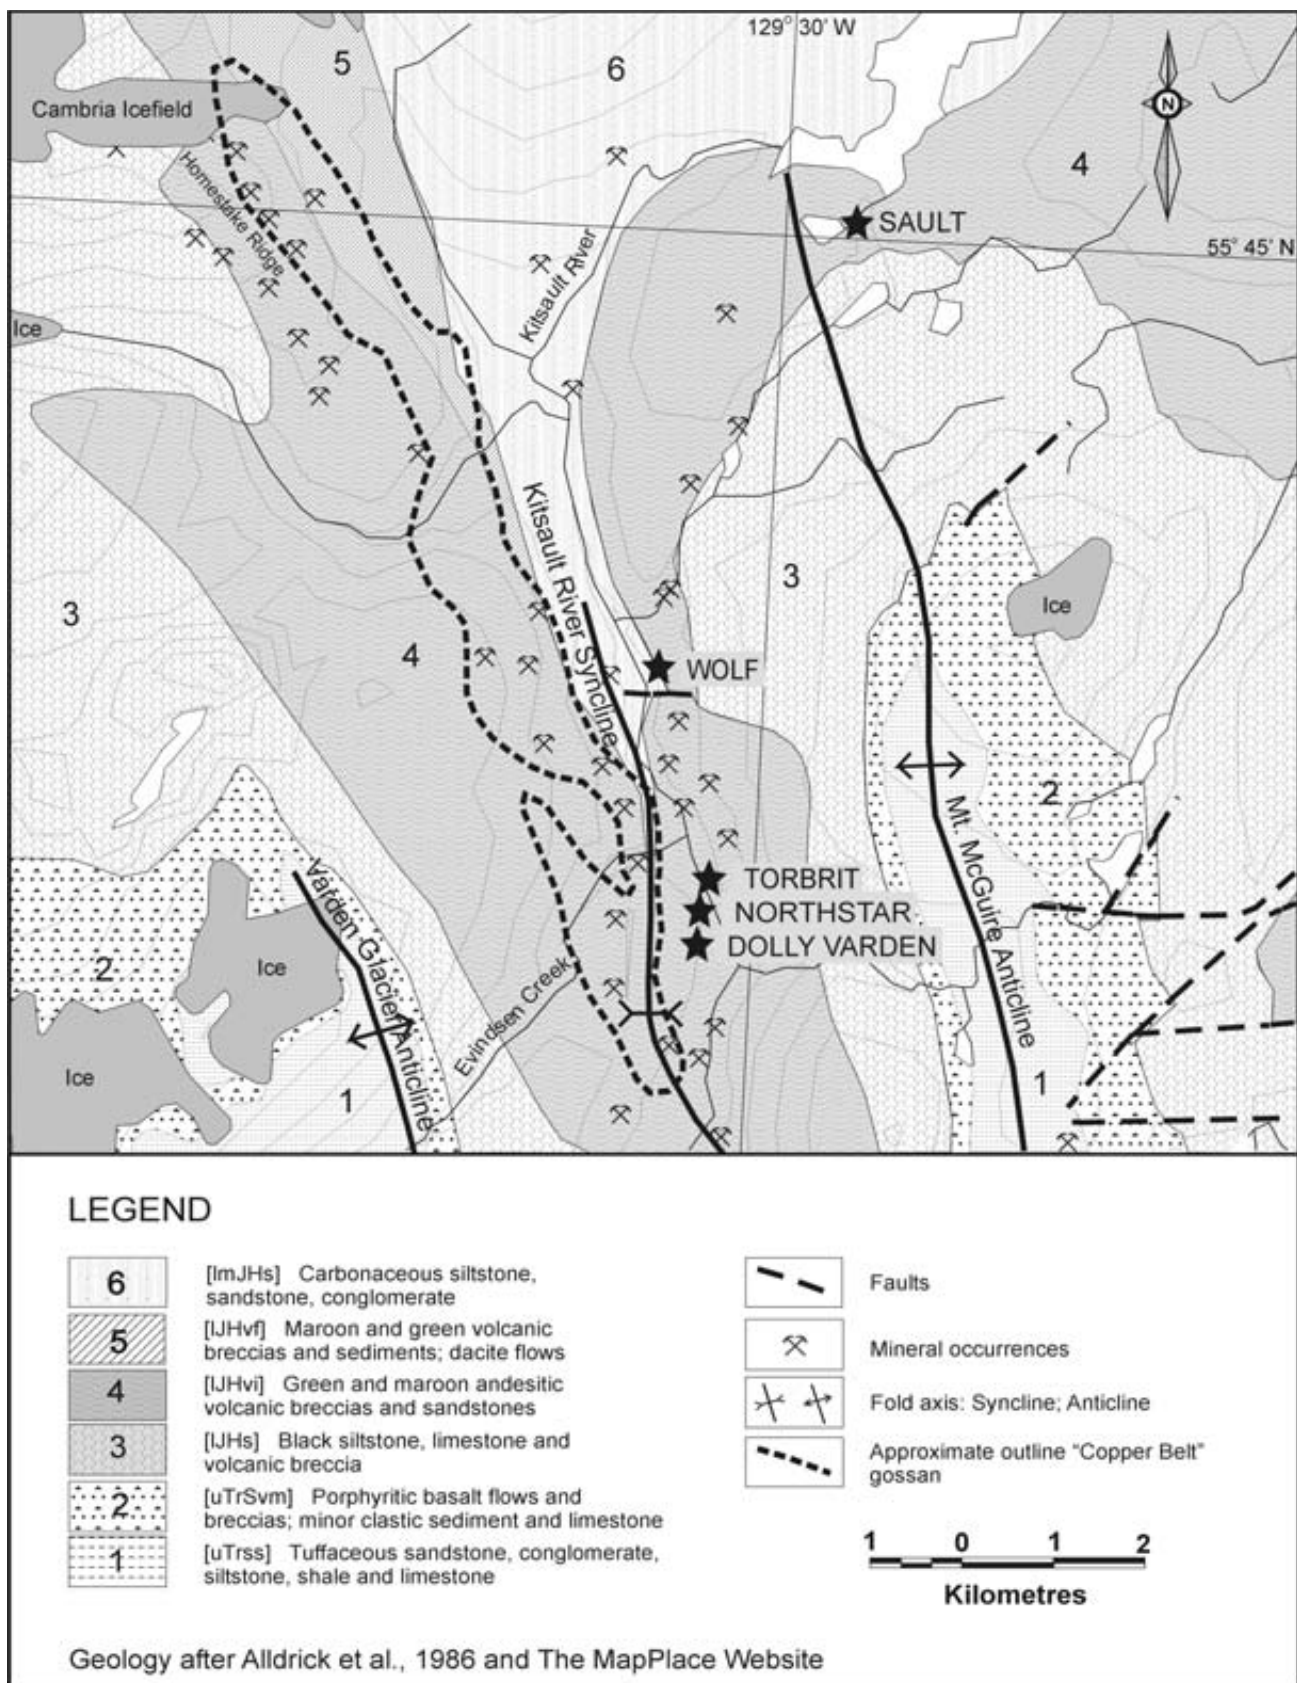 129° 30' W
5
6
N
Cambria Icefield
4
Homestake Ridge
SAULT
55° 45' N
Kitsault River
Ice
Kitsault River Syncline
3
3
Ice
4
WOLF
2
Mt. McGuire Anticline
Varden Glacier Anticline
TORBRIT
NORTHSTAR
DOLLY VARDEN
2
Ice
Evindsen Creek
Ice
1
1
LEGEND
6 [lmJHs] Carbonaceous siltstone,
sandstone, conglomerate
5 [lJHvf] Maroon and green volcanic
breccias and sediments; dacite flows
4 [lJHvi] Green and maroon andesitic
volcanic breccias and sandstones
3 [lJHs] Black siltstone, limestone and
volcanic breccia
2 [uTrSvm] Porphyritic basalt flows and
breccias; minor clastic sediment and limestone
1 [uTrss] Tuffaceous sandstone, conglomerate,
siltstone, shale and limestone
Faults
Mineral occurrences
Fold axis: Syncline; Anticline
Approximate outline “Copper Belt”
gossan
1 0 1 2
Kilometres
Geology after Alldrick et al., 1986 and The MapPlace Website